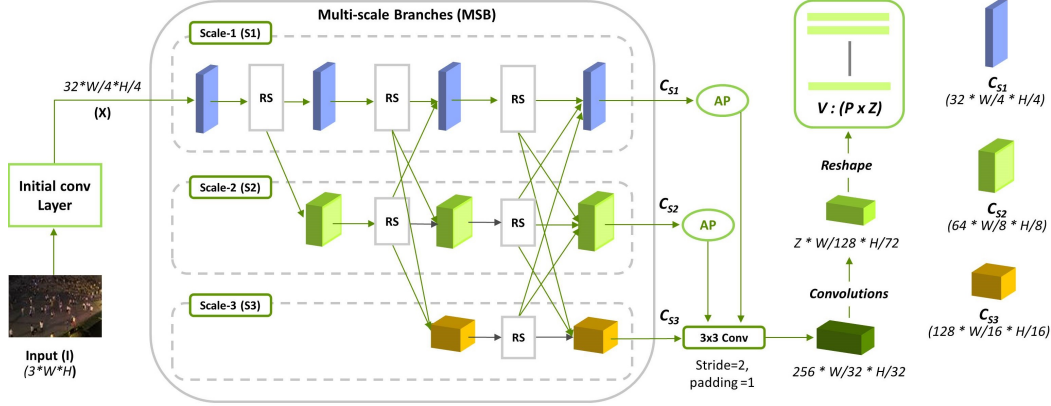 Multi-scale Branches (MSB)
Scale-1 (S1)
32*W/4*H/4
(X)
RS
RS
RS
C_S1
AP
V : (P x Z)
C_S1
(32 * W/4 * H/4)
Initial conv
Layer
Scale-2 (S2)
RS
RS
C_S2
AP
Reshape
Z * W/128 * H/72
C_S2
(64 * W/8 * H/8)
Input (I)
(3*W*H)
Scale-3 (S3)
RS
C_S3
3x3 Conv
Stride=2,
padding =1
Convolutions
256 * W/32 * H/32
C_S3
(128 * W/16 * H/16)